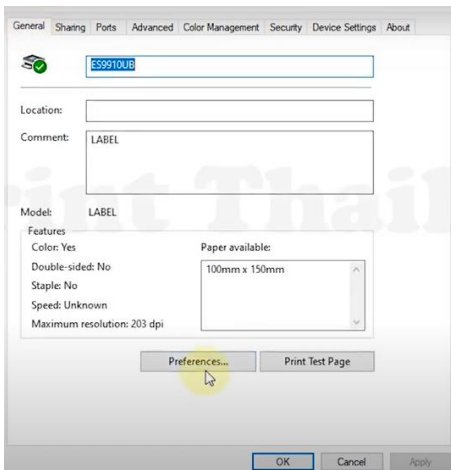 General Sharing Ports Advanced Color Management Security Device Settings About
ES9910UB
Location:
Comment: LABEL
Model: LABEL
Features
Color: Yes
Double-sided: No
Staple: No
Speed: Unknown
Maximum resolution: 203 dpi
Paper available:
100mm x 150mm
Preferences... Print Test Page
OK Cancel Apply